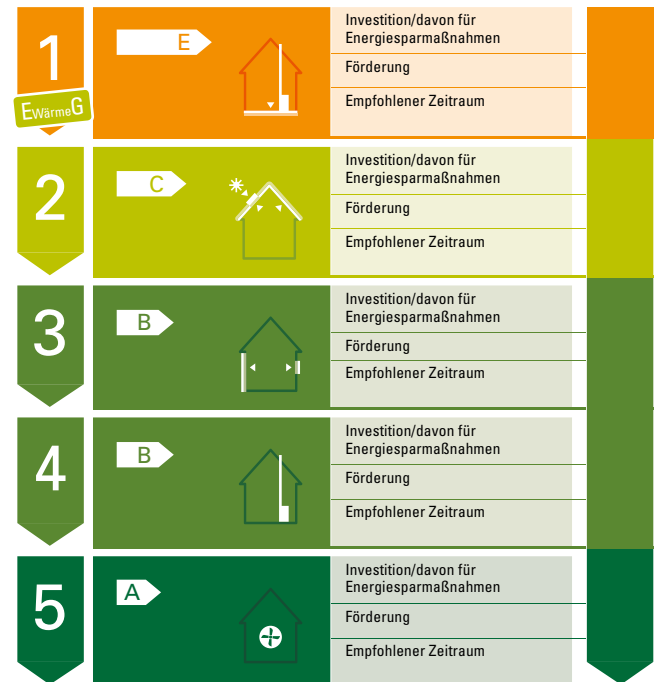 1
EWärmeG
E
Investition/davon für
Energiesparmaßnahmen
Förderung
Empfohlener Zeitraum
2
C
Investition/davon für
Energiesparmaßnahmen
Förderung
Empfohlener Zeitraum
3
B
Investition/davon für
Energiesparmaßnahmen
Förderung
Empfohlener Zeitraum
4
B
Investition/davon für
Energiesparmaßnahmen
Förderung
Empfohlener Zeitraum
5
A
Investition/davon für
Energiesparmaßnahmen
Förderung
Empfohlener Zeitraum